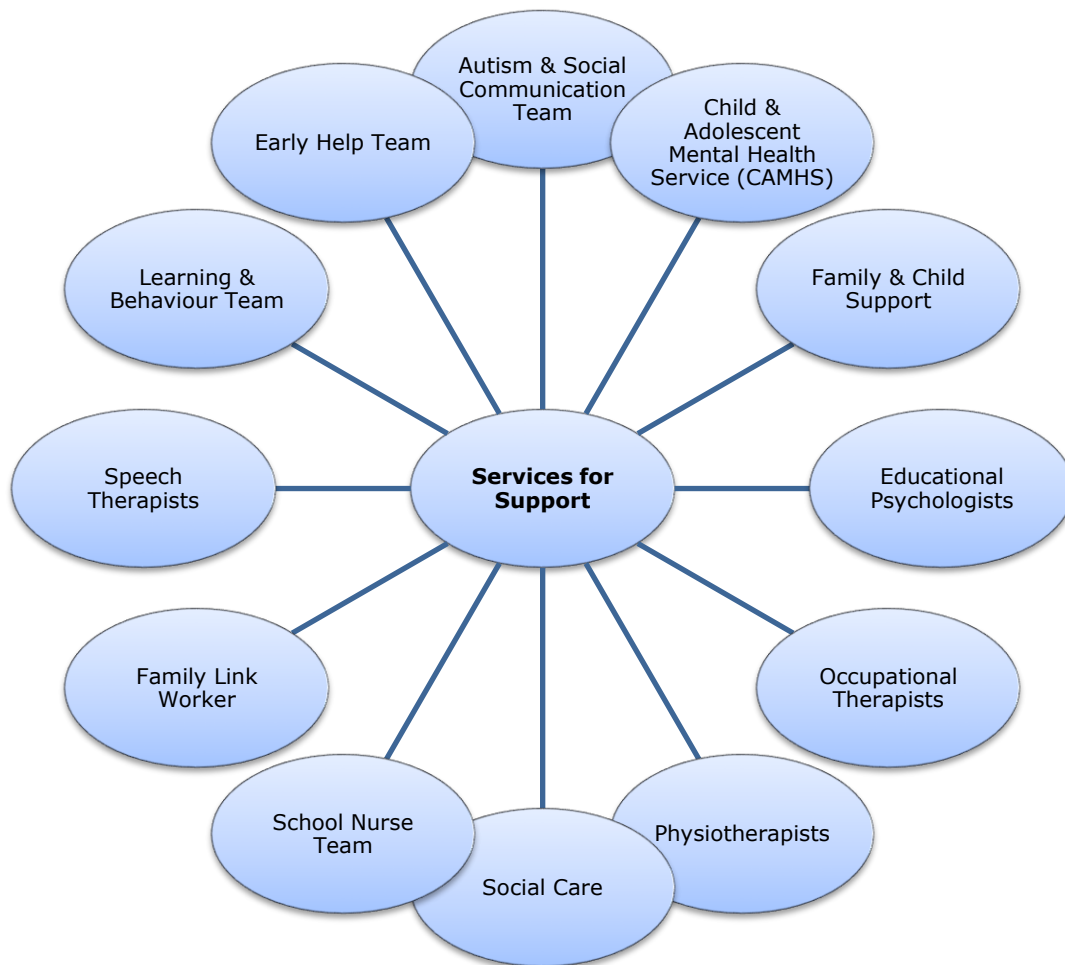 Autism & Social
Communication
Team
Child &
Adolescent
Mental Health
Service (CAMHS)
Family & Child
Support
Educational
Psychologists
Occupational
Therapists
Physiotherapists
Social Care
School Nurse
Team
Family Link
Worker
Speech
Therapists
Learning &
Behaviour Team
Early Help Team
Services for
Support